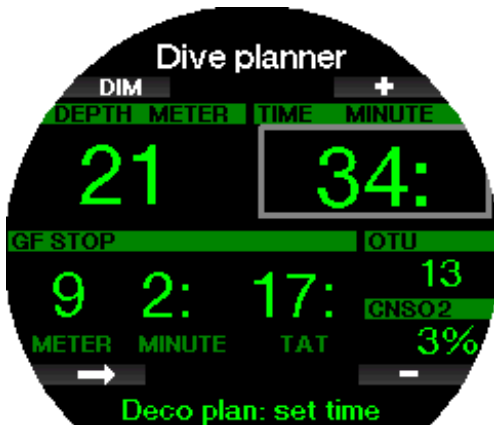 Dive planner
DIM +
DEPTH METER TIME MINUTE
21 34:
GF STOP OTU
13
9 2: 17:
CNSO2
METER MINUTE TAT 3%
→ -
Deco plan: set time